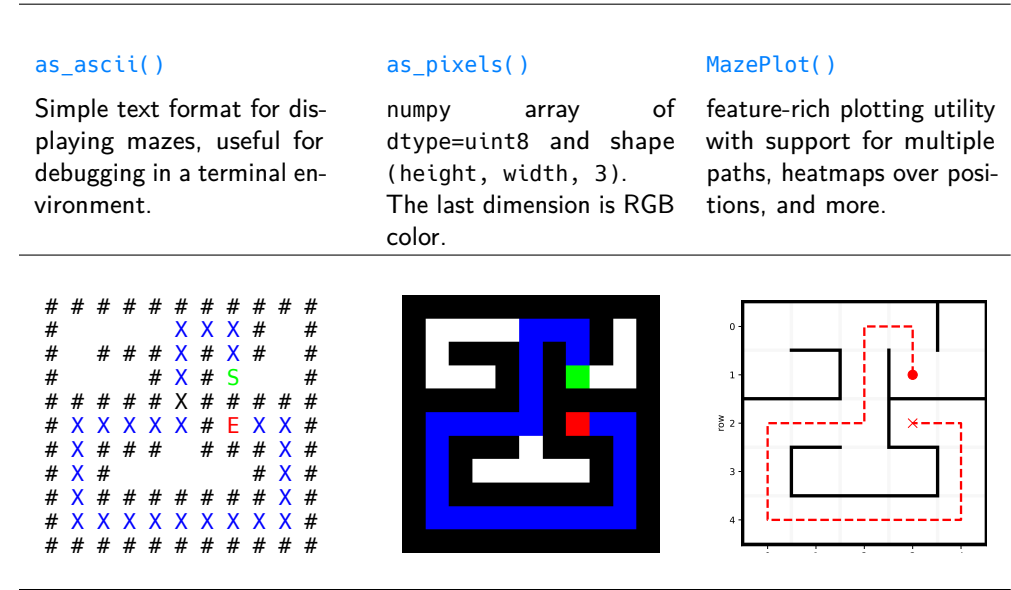 as_ascii()
Simple text format for dis-
playing mazes, useful for
debugging in a terminal en-
vironment.
as_pixels()
numpy array of
dtype=uint8 and shape
(height, width, 3).
The last dimension is RGB
color.
MazePlot()
feature-rich plotting utility
with support for multiple
paths, heatmaps over posi-
tions, and more.
# # # # # # # # # # #
#         X X X #   #
#   # # # X # X #   #
#       # X # S     #
# # # # # X # # # # #
# X X X X X # E X X #
# X # # #   # # # X #
# X #           # X #
# X # # # # # # # X #
# X X X X X X X X X #
# # # # # # # # # # #
0
1
2
3
4
row